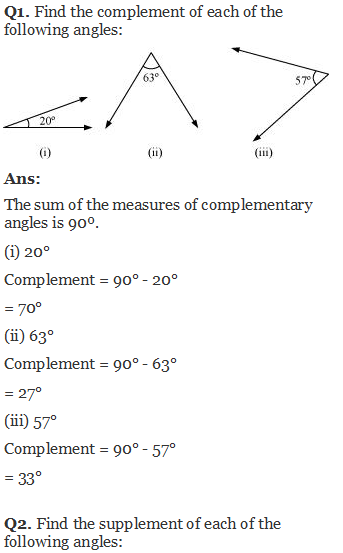 Q1. Find the complement of each of the
following angles:
20°
63°
57°
(i)
(ii)
(iii)
Ans:
The sum of the measures of complementary
angles is 90°.
(i) 20°
Complement = 90° - 20°
= 70°
(ii) 63°
Complement = 90° - 63°
= 27°
(iii) 57°
Complement = 90° - 57°
= 33°
Q2. Find the supplement of each of the
following angles: